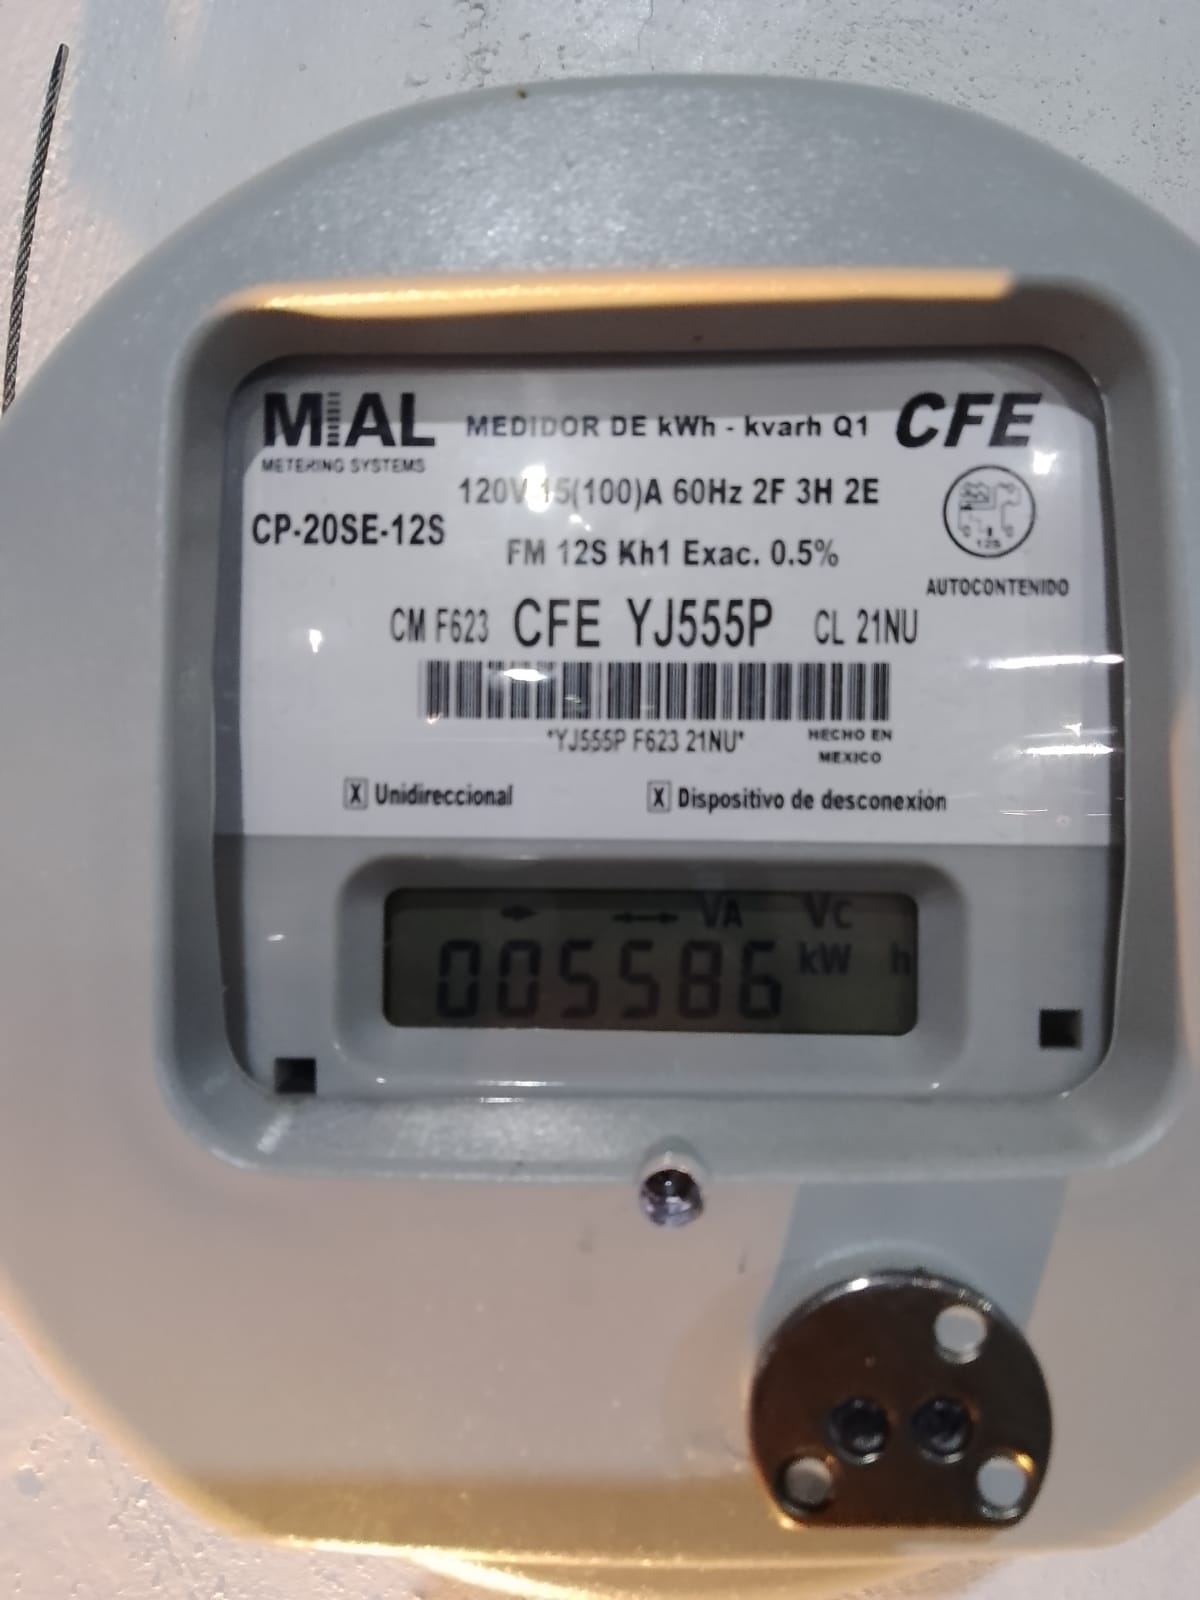 MIAL MEDIDOR DE kWh - kvarh Q1 CFE
METERING SYSTEMS
120V 15(100)A 60Hz 2F 3H 2E
CP-20SE-12S
FM 12S Kh1 Exac. 0.5%
12S
AUTOCONTENIDO
CM F623 CFE YJ555P CL 21NU
*YJ555P F623 21NU*
HECHO EN
MEXICO
X Unidireccional X Dispositivo de desconexión
VA VC
005586 kW h